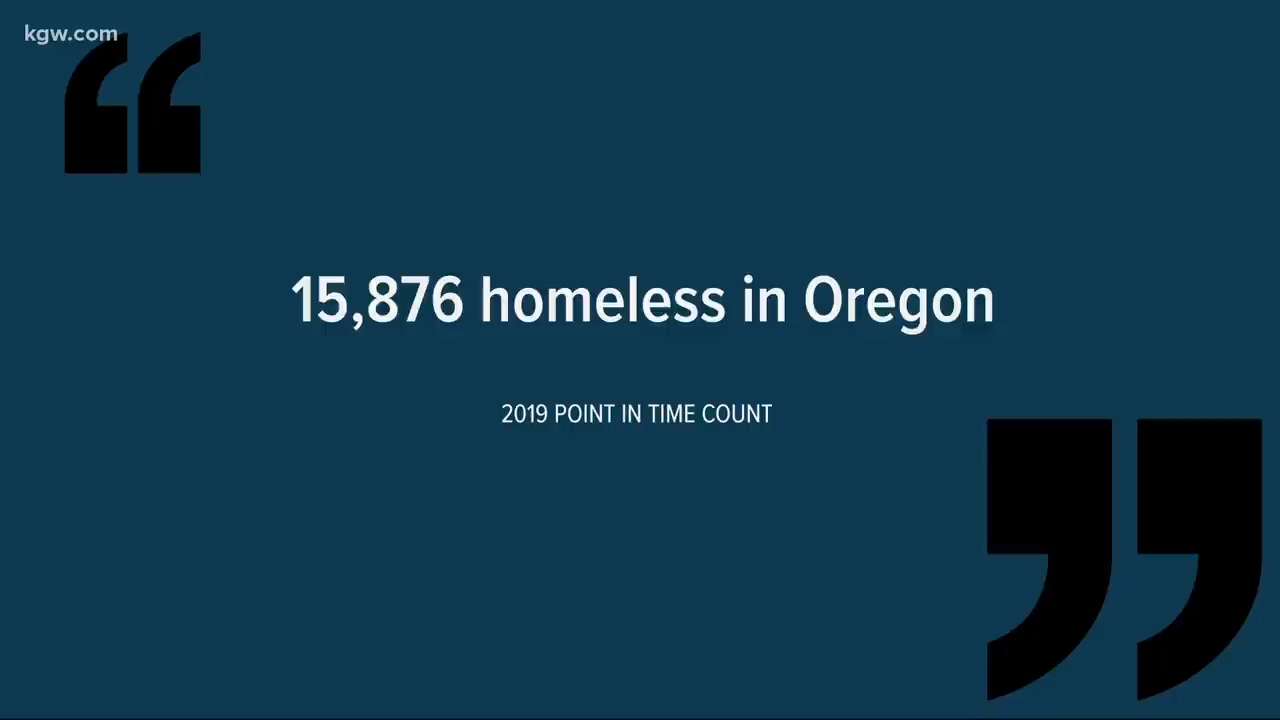 kgw.com
“
15,876 homeless in Oregon
2019 POINT IN TIME COUNT
”